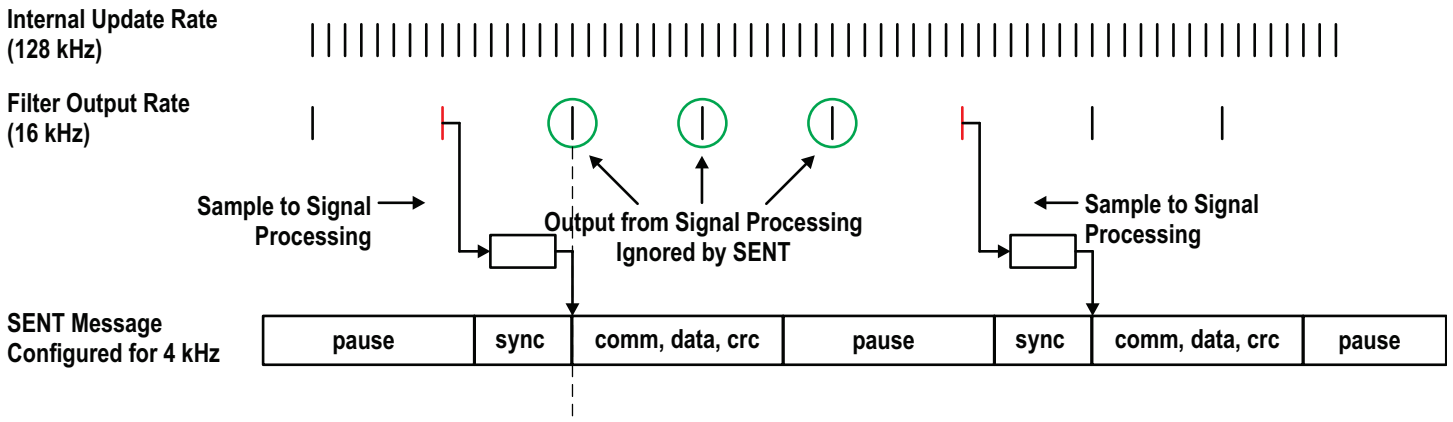 Internal Update Rate
(128 kHz)
Filter Output Rate
(16 kHz)
Sample to Signal
Processing
Output from Signal Processing
Ignored by SENT
Sample to Signal
Processing
SENT Message
Configured for 4 kHz
pause
sync
comm, data, crc
pause
sync
comm, data, crc
pause